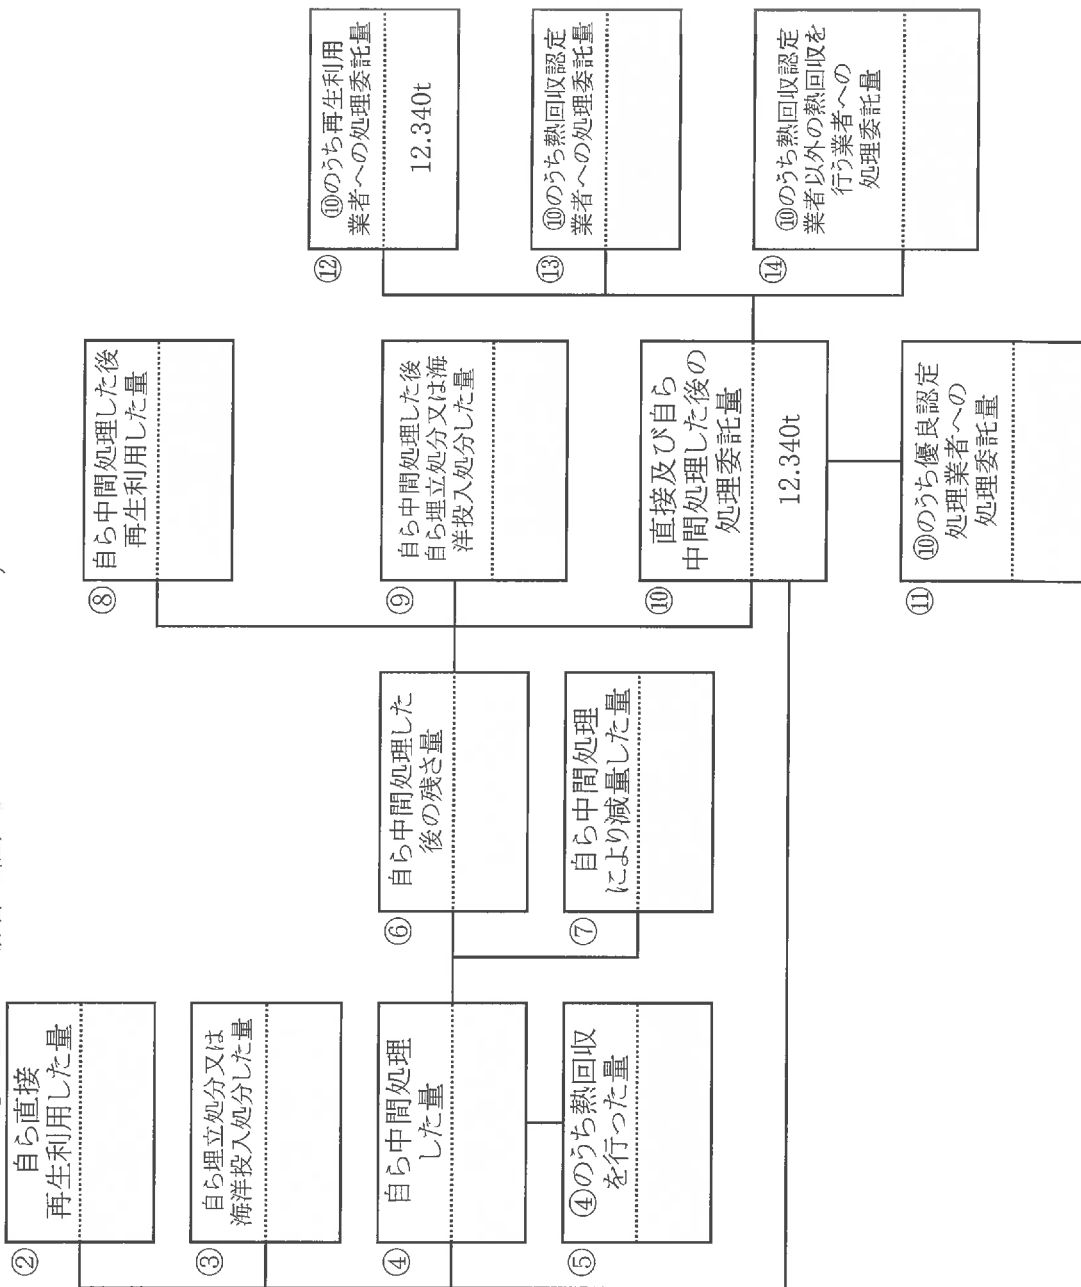 ②
自ら直接
再生利用した量
③
自ら埋立処分又は
海洋投入処分した量
④
自ら中間処理
した量
⑤
④のうち熱回収
を行った量
⑥
自ら中間処理した
後の残さ量
⑦
自ら中間処理
により減量した量
⑧
自ら中間処理した後
再生利用した量
⑨
自ら中間処理した後
自ら埋立処分又は海
洋投入処分した量
⑩
直接及び自ら
中間処理した後の
処理委託量
12.340t
⑪
⑩のうち優良認定
処理業者への
処理委託量
⑫
⑩のうち再生利用
業者への処理委託量
12.340t
⑬
⑩のうち熱回収認定
業者への処理委託量
⑭
⑩のうち熱回収認定
業者以外の熱回収を
行う業者への
処理委託量